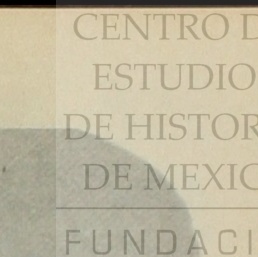 CENTRO D
ESTUDIO
DE HISTOR
DE MEXIC
FUNDACI